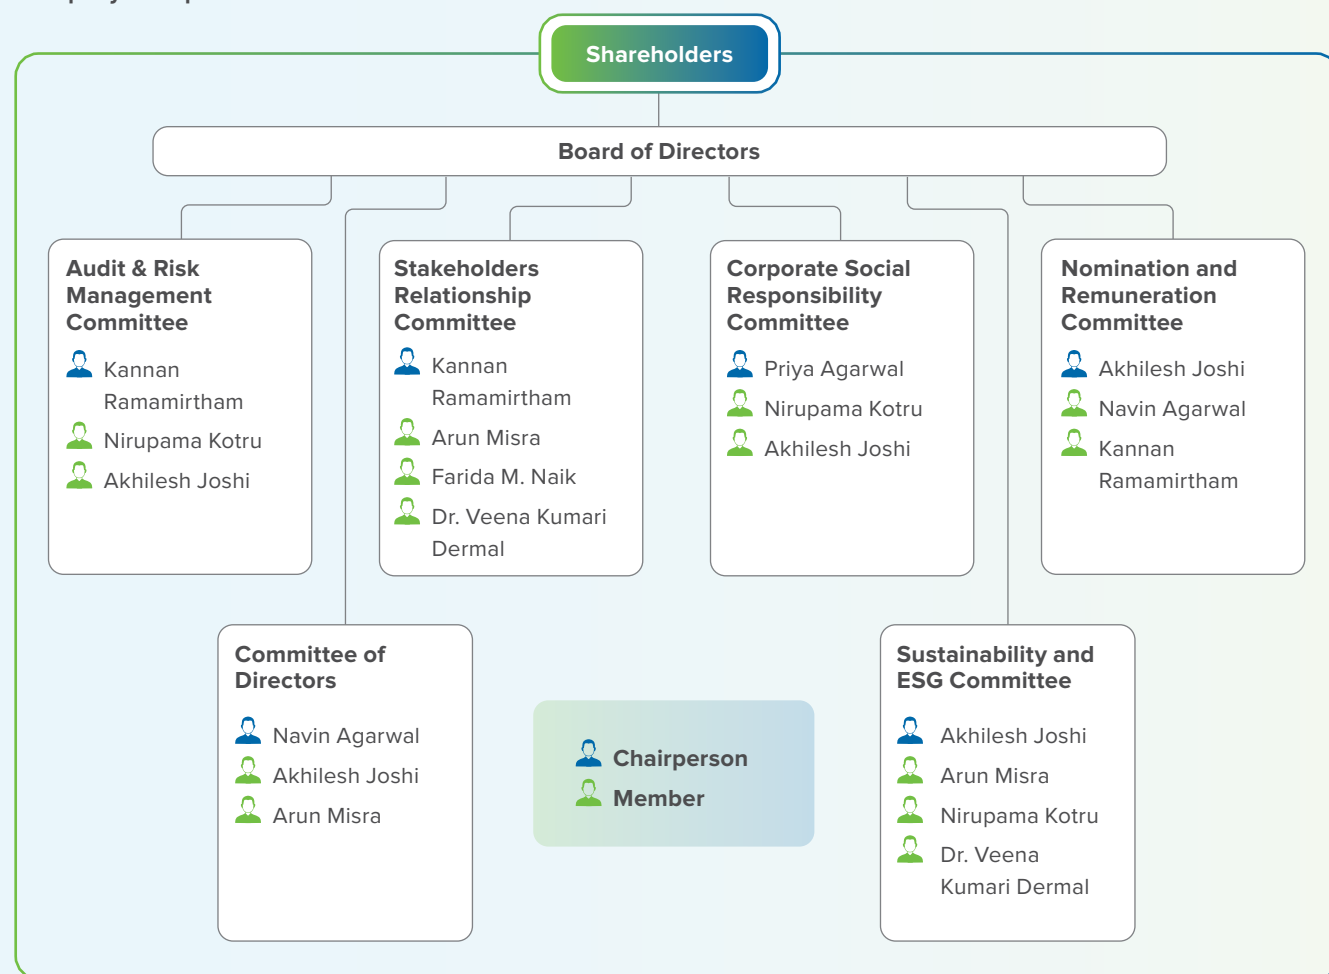 Shareholders
Board of Directors
Audit & Risk
Management
Committee
Kannan
Ramamirtham
Nirupama Kotru
Akhilesh Joshi
Stakeholders
Relationship
Committee
Kannan
Ramamirtham
Arun Misra
Farida M. Naik
Dr. Veena Kumari
Dermal
Corporate Social
Responsibility
Committee
Priya Agarwal
Nirupama Kotru
Akhilesh Joshi
Nomination and
Remuneration
Committee
Akhilesh Joshi
Navin Agarwal
Kannan
Ramamirtham
Committee of
Directors
Navin Agarwal
Akhilesh Joshi
Arun Misra
Chairperson
Member
Sustainability and
ESG Committee
Akhilesh Joshi
Arun Misra
Nirupama Kotru
Dr. Veena
Kumari Dermal